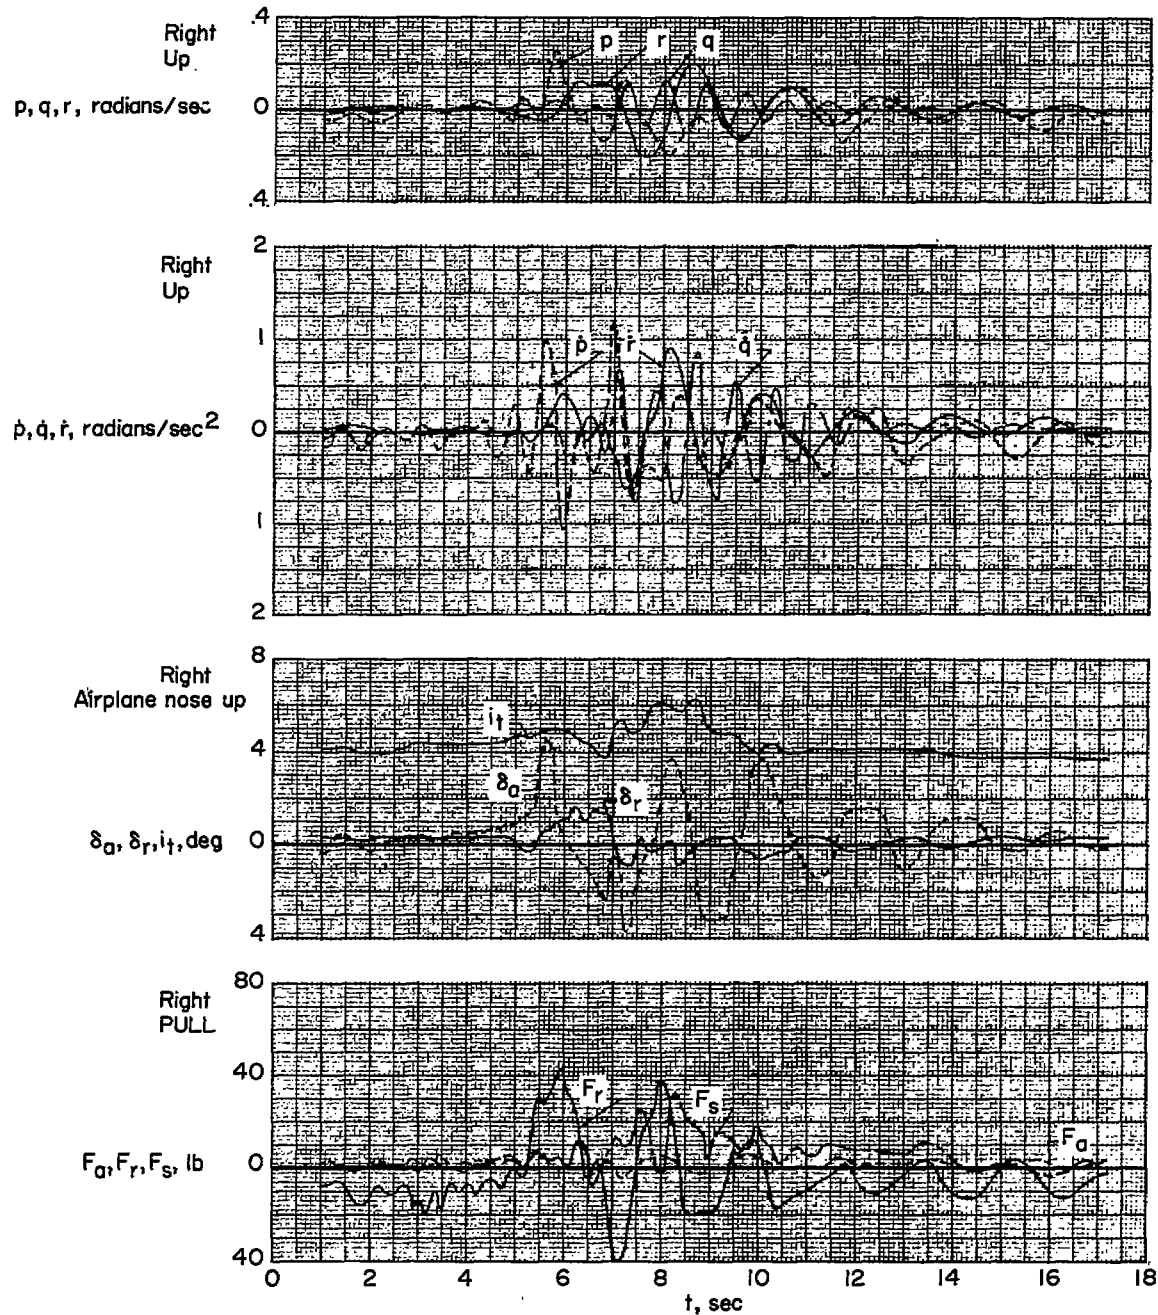 .4
Right
Up
p
r
q
p, q, r, radians/sec
0
.4
2
Right
Up
1
ṗ
ṙ
q̇
ṗ, q̇, ṙ, radians/sec²
0
1
2
8
Right
Airplane nose up
iₜ
4
δₐ
δᵣ
δₐ, δᵣ, iₜ, deg
0
4
80
Right
PULL
40
Fᵣ
Fₛ
Fₐ
Fₐ, Fᵣ, Fₛ, lb
0
40
0 2 4 6 8 10 12 14 16 18
t, sec